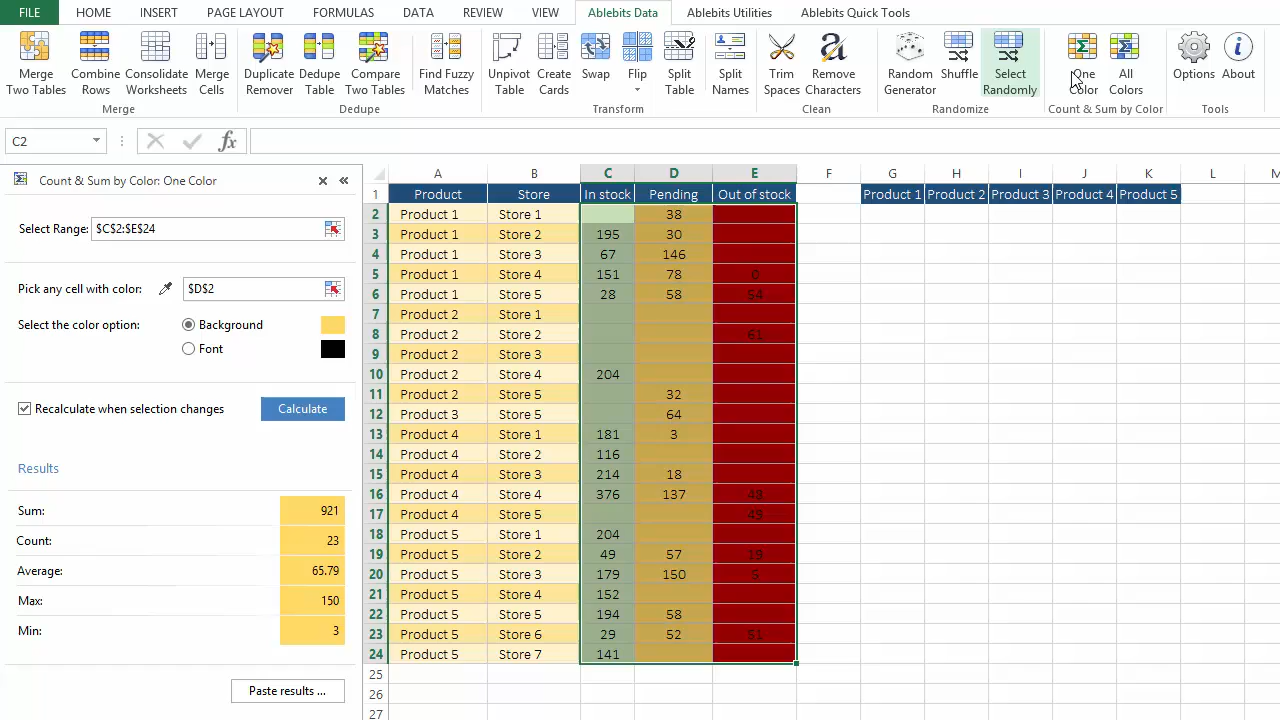 FILE HOME INSERT PAGE LAYOUT FORMULAS DATA REVIEW VIEW Ablebits Data Ablebits Utilities Ablebits Quick Tools
Merge Two Tables Combine Rows Consolidate Worksheets Merge Cells Duplicate Remover Dedupe Table Compare Two Tables Find Fuzzy Matches Unpivot Table Create Cards Swap Flip Split Table Split Names Trim Spaces Remove Characters Random Generator Shuffle Select Randomly One Color All Colors Options About
Merge Dedupe Transform Clean Randomize Count & Sum by Color Tools
C2 fx
Count & Sum by Color: One Color
Select Range: $C$2:$E$24
Pick any cell with color: $D$2
Select the color option: Background
Font
Recalculate when selection changes Calculate
Results
Sum: 921
Count: 23
Average: 65.79
Max: 150
Min: 3
Paste results ...
A B C D E F G H I J K L M
1 Product Store In stock Pending Out of stock Product 1 Product 2 Product 3 Product 4 Product 5
2 Product 1 Store 1 38
3 Product 1 Store 2 195 30
4 Product 1 Store 3 67 146
5 Product 1 Store 4 151 78 0
6 Product 1 Store 5 28 58 54
7 Product 2 Store 1
8 Product 2 Store 2 61
9 Product 2 Store 3
10 Product 2 Store 4 204
11 Product 2 Store 5 32
12 Product 3 Store 5 64
13 Product 4 Store 1 181 3
14 Product 4 Store 2 116
15 Product 4 Store 3 214 18
16 Product 4 Store 4 376 137 48
17 Product 4 Store 5 43
18 Product 5 Store 1 204
19 Product 5 Store 2 49 57 19
20 Product 5 Store 3 179 150 5
21 Product 5 Store 4 152
22 Product 5 Store 5 194 58
23 Product 5 Store 6 29 52 51
24 Product 5 Store 7 141
25
26
27